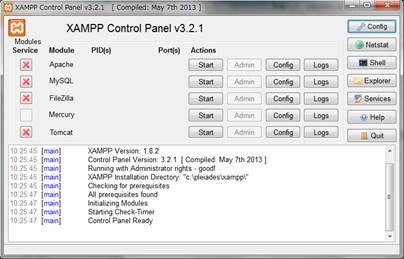 XAMPP Control Panel v3.2.1 [ Compiled: May 7th 2013 ]
XAMPP Control Panel v3.2.1
Config
Netstat
Shell
Explorer
Services
Help
Quit
Modules
Service Module PID(s) Port(s) Actions
Apache Start Admin Config Logs
MySQL Start Admin Config Logs
FileZilla Start Admin Config Logs
Mercury Start Admin Config Logs
Tomcat Start Admin Config Logs
10:25:45 [main] XAMPP Version: 1.8.2
10:25:45 [main] Control Panel Version: 3.2.1 [ Compiled: May 7th 2013 ]
10:25:45 [main] Running with Administrator rights - good!
10:25:45 [main] XAMPP Installation Directory: "c:\pleiades\xampp\"
10:25:45 [main] Checking for prerequisites
10:25:47 [main] All prerequisites found
10:25:47 [main] Initializing Modules
10:25:47 [main] Starting Check-Timer
10:25:47 [main] Control Panel Ready